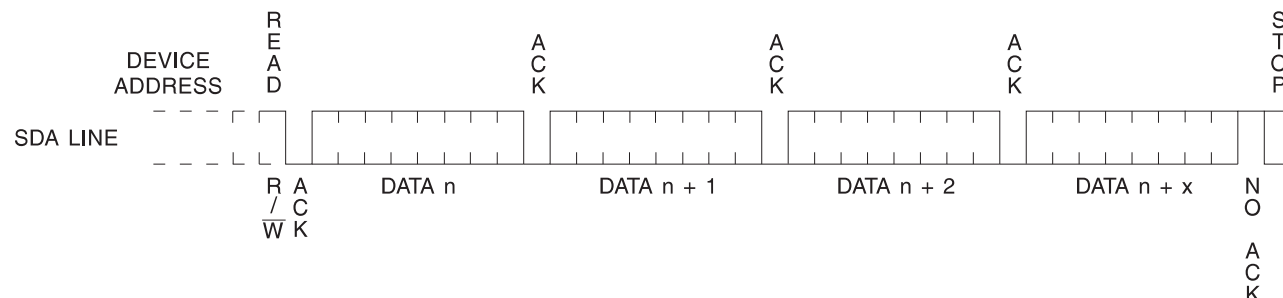 READ
ACK
ACK
ACK
STOP
DEVICE
ADDRESS
SDA LINE
R/W
ACK
DATA n
DATA n + 1
DATA n + 2
DATA n + x
NO ACK